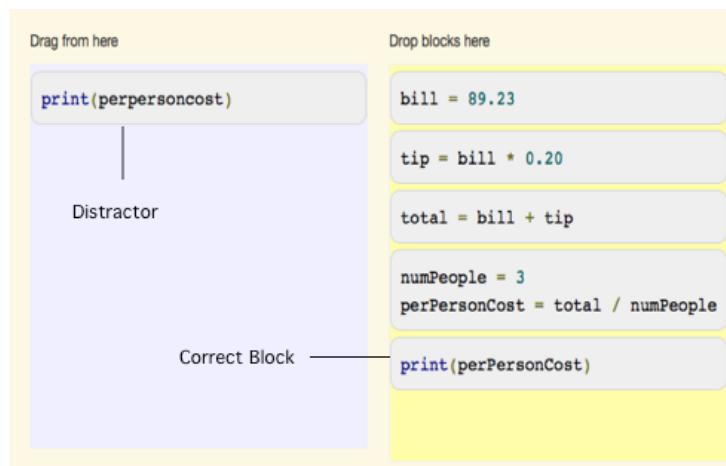 Drag from here
Drop blocks here
print(perpersoncost)
Distractor
bill = 89.23
tip = bill * 0.20
total = bill + tip
numPeople = 3
perPersonCost = total / numPeople
Correct Block
print(perPersonCost)